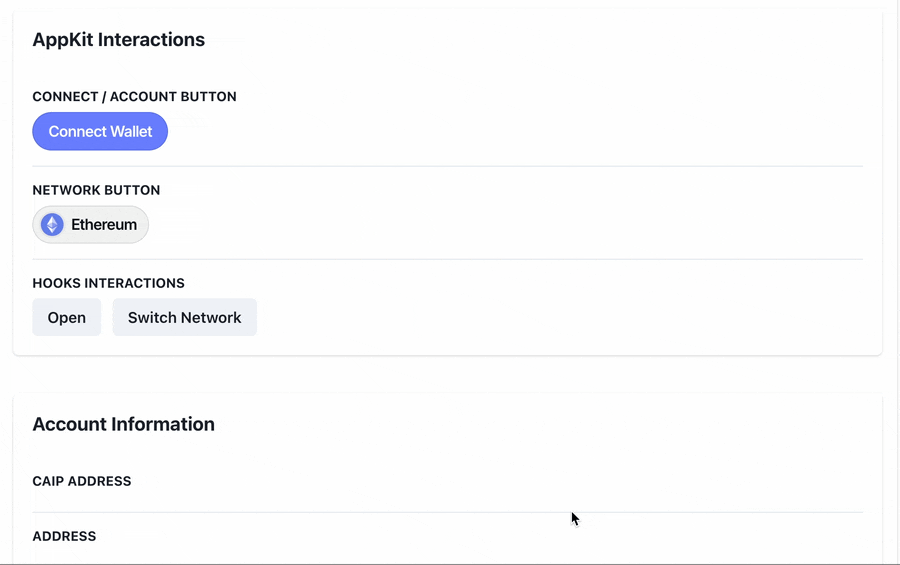 AppKit Interactions
CONNECT / ACCOUNT BUTTON
Connect Wallet
NETWORK BUTTON
Ethereum
HOOKS INTERACTIONS
Open Switch Network
Account Information
CAIP ADDRESS
ADDRESS